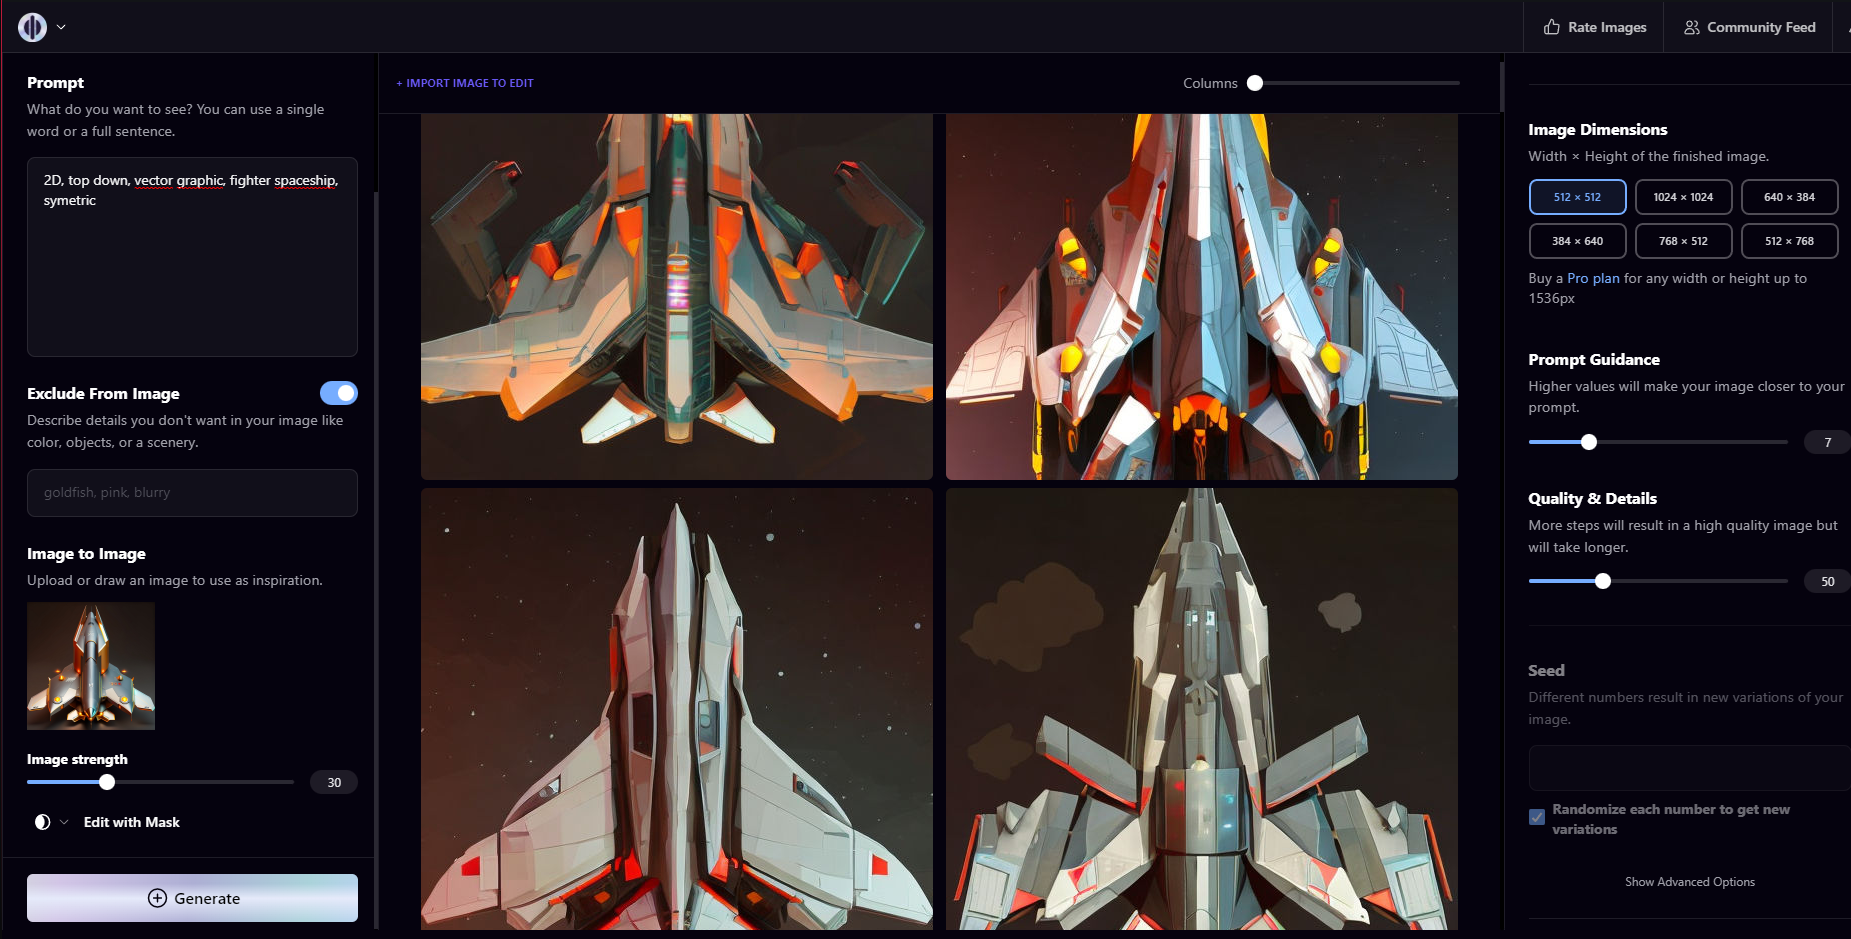 Rate Images
Community Feed
Prompt
What do you want to see? You can use a single
word or a full sentence.
2D, top down, vector graphic, fighter spaceship,
symetric
Exclude From Image
Describe details you don't want in your image like
color, objects, or a scenery.
goldfish, pink, blurry
Image to Image
Upload or draw an image to use as inspiration.
Image strength
30
Edit with Mask
Generate
+ IMPORT IMAGE TO EDIT
Columns
Image Dimensions
Width × Height of the finished image.
512 × 512
1024 × 1024
640 × 384
384 × 640
768 × 512
512 × 768
Buy a Pro plan for any width or height up to
1536px
Prompt Guidance
Higher values will make your image closer to your
prompt.
7
Quality & Details
More steps will result in a high quality image but
will take longer.
50
Seed
Different numbers result in new variations of your
image.
Randomize each number to get new
variations
Show Advanced Options